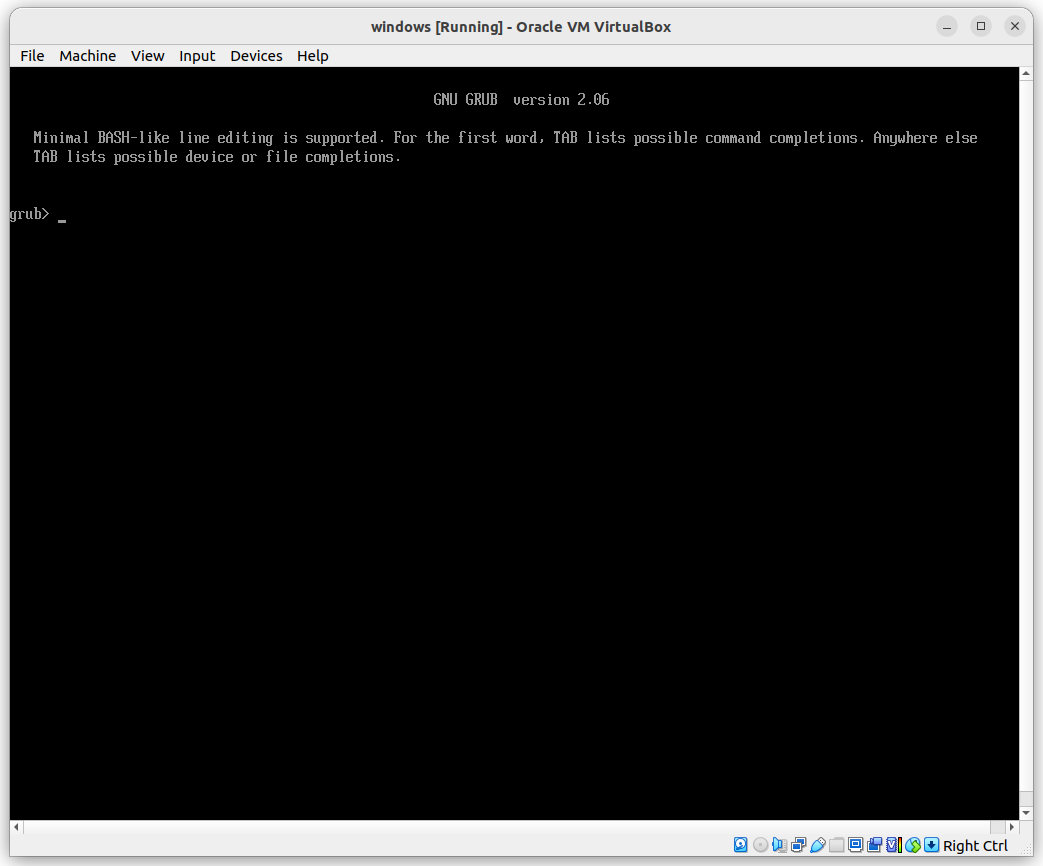 windows [Running] - Oracle VM VirtualBox
File Machine View Input Devices Help
GNU GRUB version 2.06
Minimal BASH-like line editing is supported. For the first word, TAB lists possible command completions. Anywhere else
TAB lists possible device or file completions.
grub> _
Right Ctrl